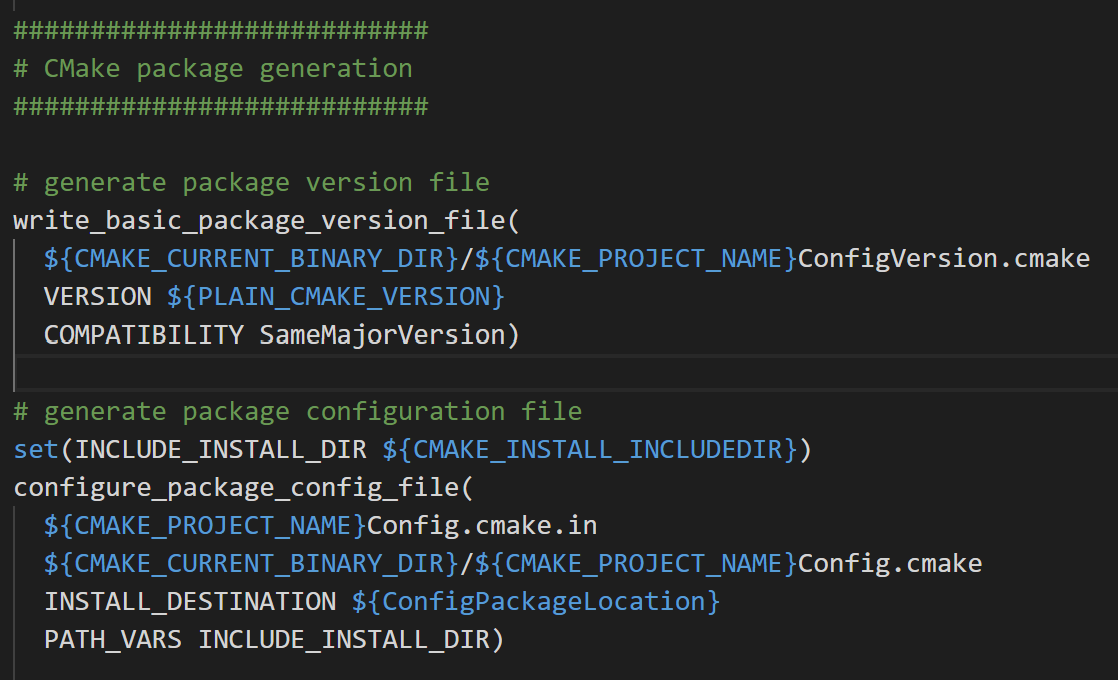 ###########################
# CMake package generation
###########################
# generate package version file
write_basic_package_version_file(
${CMAKE_CURRENT_BINARY_DIR}/${CMAKE_PROJECT_NAME}ConfigVersion.cmake
VERSION ${PLAIN_CMAKE_VERSION}
COMPATIBILITY SameMajorVersion)
# generate package configuration file
set(INCLUDE_INSTALL_DIR ${CMAKE_INSTALL_INCLUDEDIR})
configure_package_config_file(
${CMAKE_PROJECT_NAME}Config.cmake.in
${CMAKE_CURRENT_BINARY_DIR}/${CMAKE_PROJECT_NAME}Config.cmake
INSTALL_DESTINATION ${ConfigPackageLocation}
PATH_VARS INCLUDE_INSTALL_DIR)